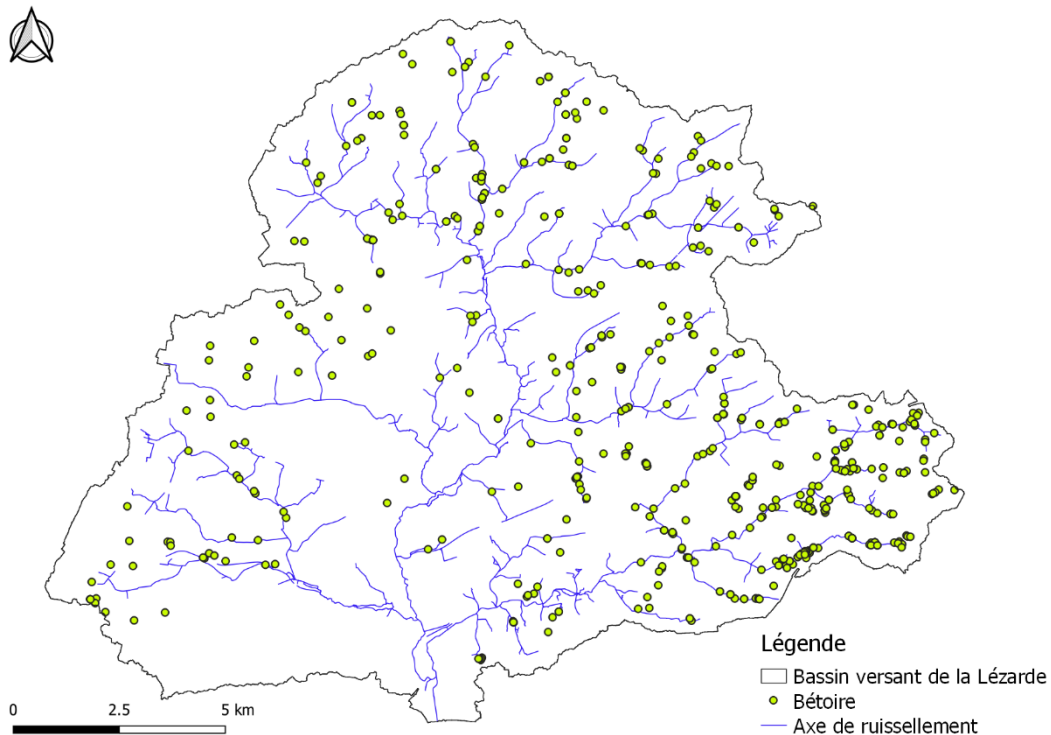 Légende
Bassin versant de la Lézarde
Bétoire
Axe de ruissellement
0 2.5 5 km